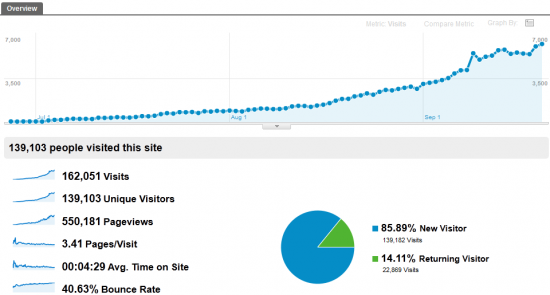 Overview
Metric: Visits Compare Metric Graph By:
7,000 7,000
3,500 3,500
Jul 1 Aug 1 Sep 1
139,103 people visited this site
162,051 Visits
139,103 Unique Visitors
550,181 Pageviews
3.41 Pages/Visit
00:04:29 Avg. Time on Site
40.63% Bounce Rate
85.89% New Visitor
139,182 Visits
14.11% Returning Visitor
22,869 Visits